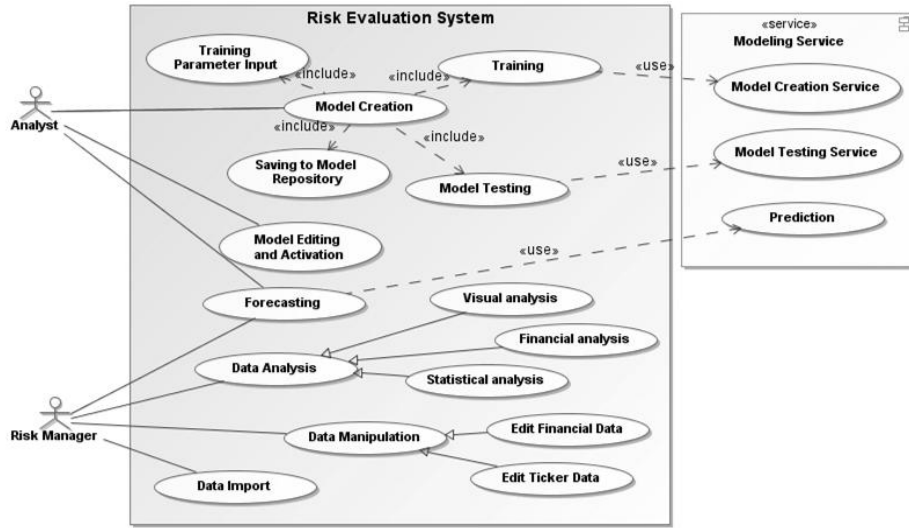 Risk Evaluation System
«service»
Modeling Service
Training
Parameter Input
«include»
«include»
Training
«use»
Model Creation Service
Model Creation
Analyst
«include»
«include»
Saving to Model
Repository
Model Testing
«use»
Model Testing Service
Prediction
Model Editing
and Activation
«use»
Forecasting
Visual analysis
Financial analysis
Data Analysis
Statistical analysis
Risk Manager
Data Manipulation
Edit Financial Data
Edit Ticker Data
Data Import